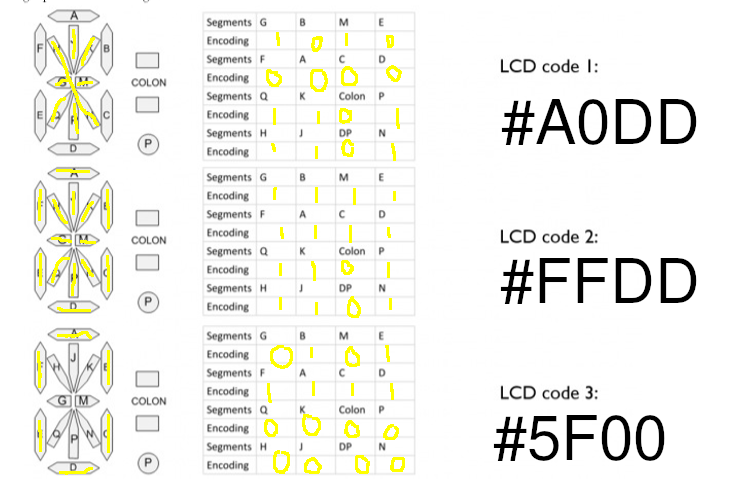 A
F J K B
G M
E Q P C
D
COLON
P
Segments G B M E
Encoding 1 0 1 0
Segments F A C D
Encoding 0 0 0 0
Segments Q K Colon P
Encoding 1 1 0 1
Segments H J DP N
Encoding 1 1 0 1
LCD code 1:
#A0DD
A
G M
P
D
COLON
P
Segments G B M E
Encoding 1 1 1 1
Segments F A C D
Encoding 1 1 1 1
Segments Q K Colon P
Encoding 1 1 0 1
Segments H J DP N
Encoding 1 1 0 1
LCD code 2:
#FFDD
A
H J K
G M
Q P N
D
COLON
P
Segments G B M E
Encoding 0 1 0 1
Segments F A C D
Encoding 1 1 1 1
Segments Q K Colon P
Encoding 0 0 0 0
Segments H J DP N
Encoding 0 0 0 0
LCD code 3:
#5F00